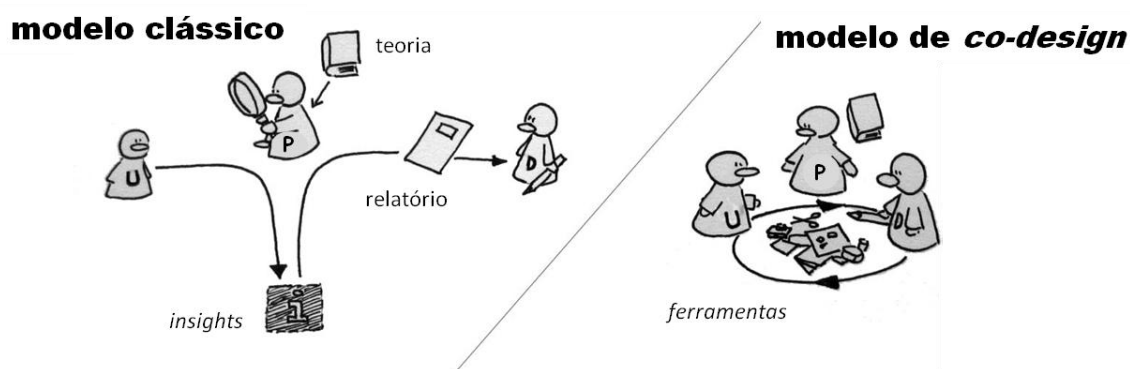 modelo clássico
teoria
P
U
D
relatório
i
insights
modelo de co-design
P
U
D
ferramentas